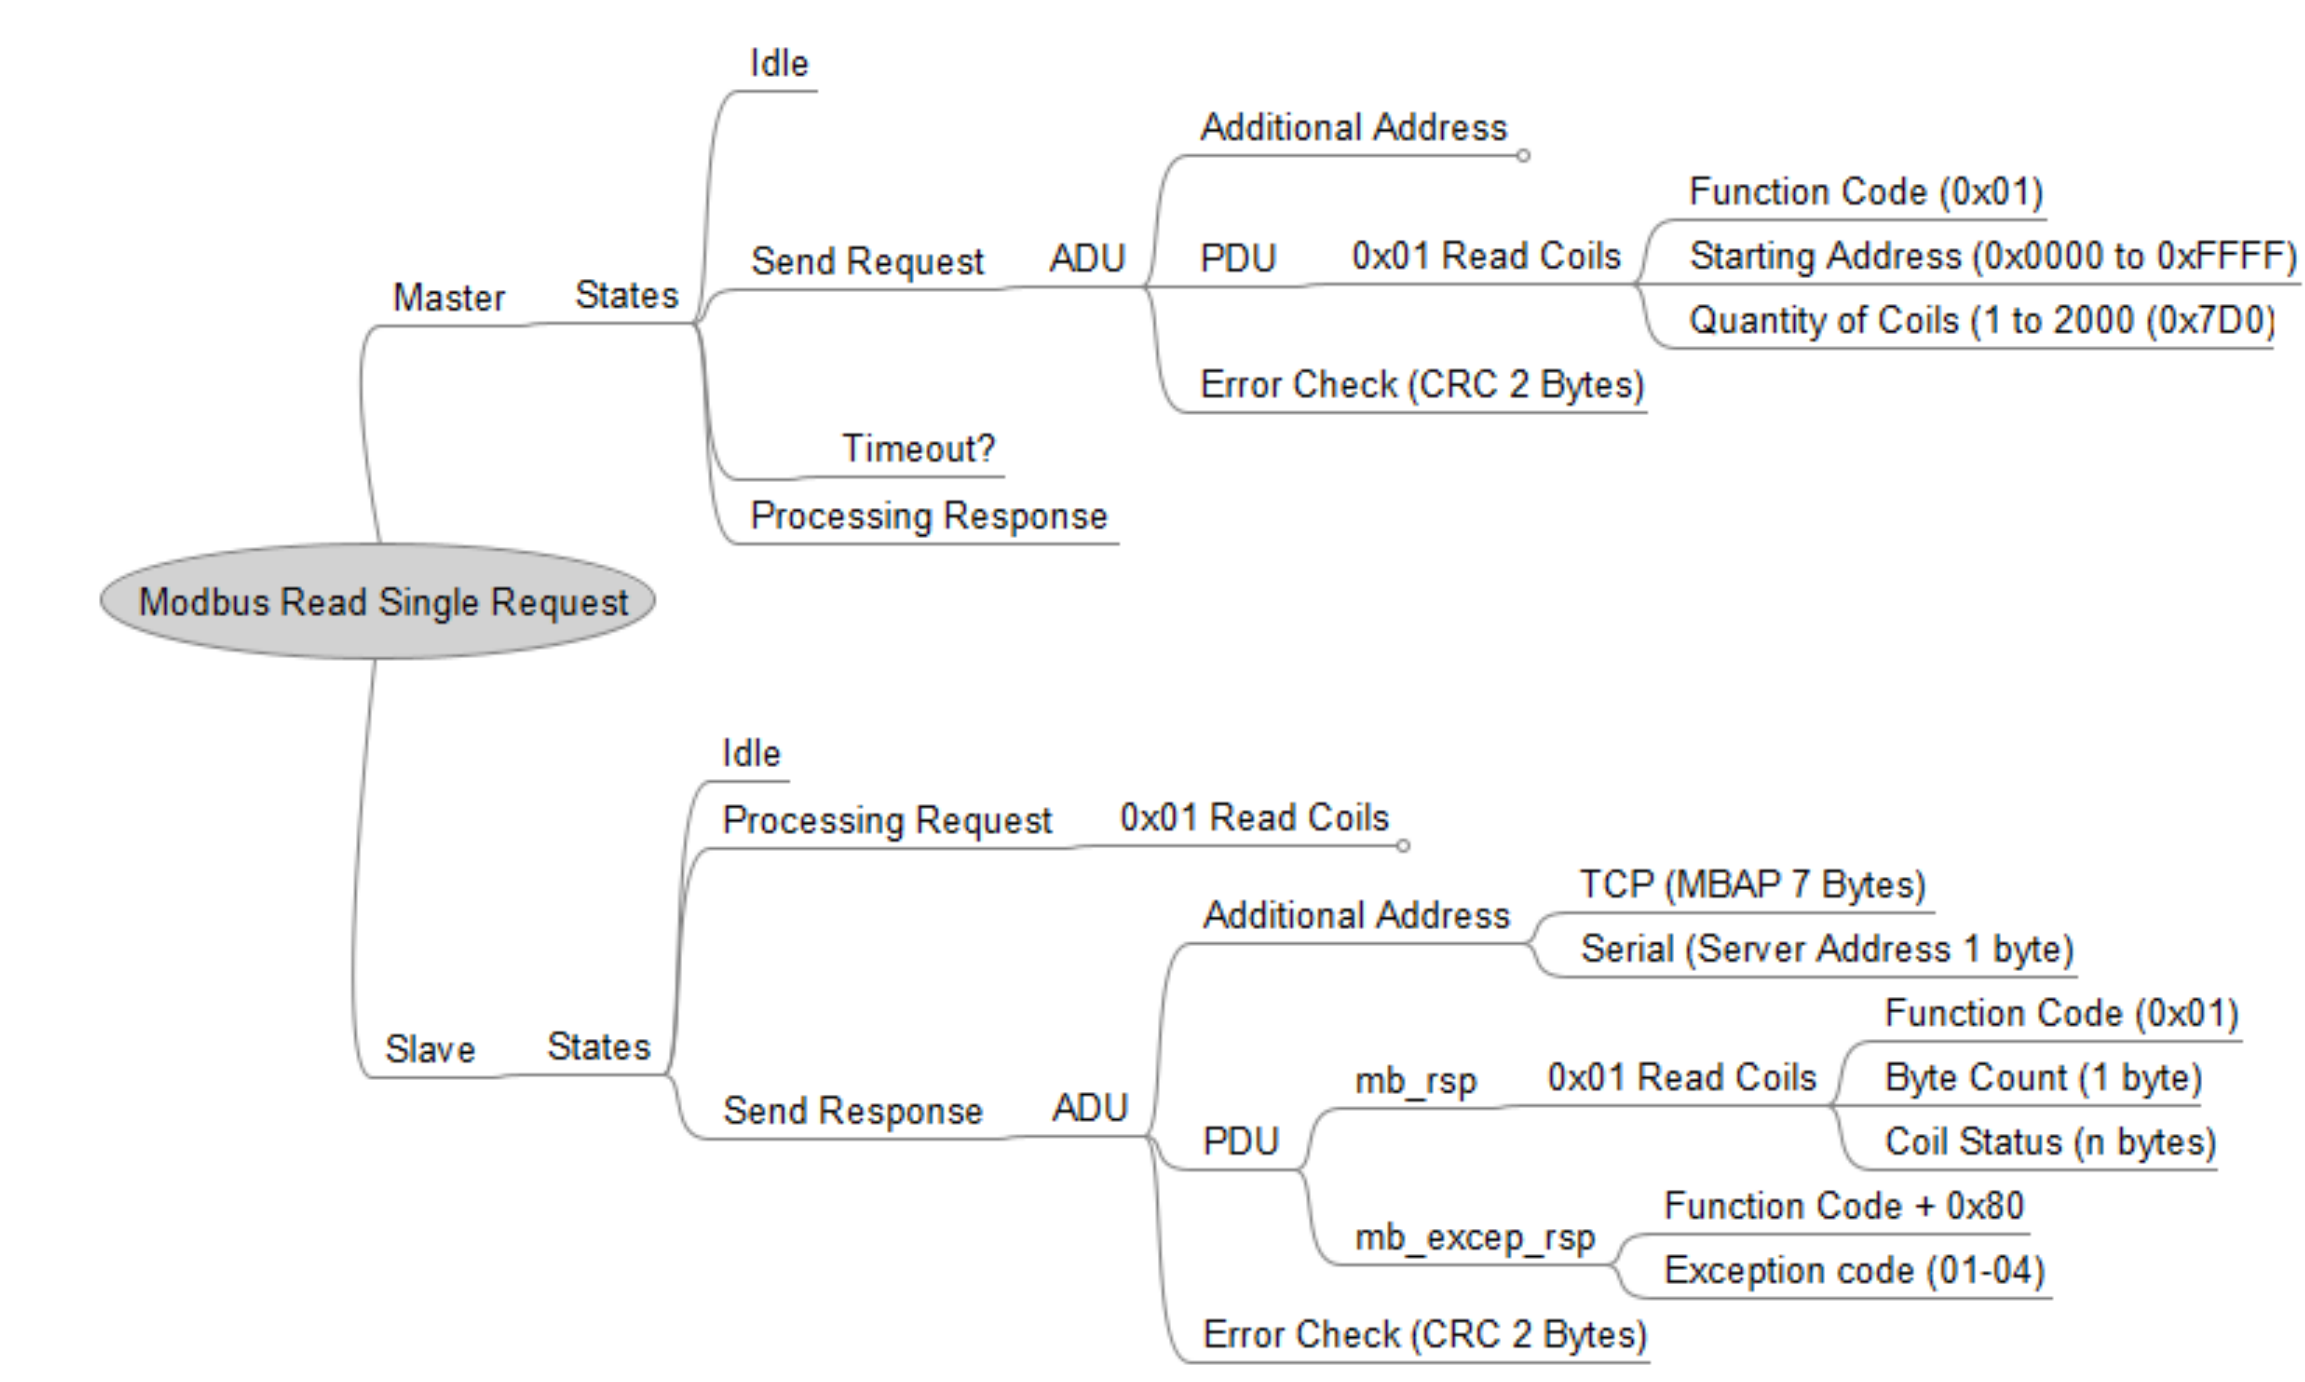 Idle
Additional Address
Function Code (0x01)
Send Request
ADU
PDU
0x01 Read Coils
Starting Address (0x0000 to 0xFFFF)
Master
States
Quantity of Coils (1 to 2000 (0x7D0)
Error Check (CRC 2 Bytes)
Timeout?
Processing Response
Modbus Read Single Request
Idle
Processing Request
0x01 Read Coils
Additional Address
TCP (MBAP 7 Bytes)
Serial (Server Address 1 byte)
Slave
States
Send Response
ADU
PDU
mb_rsp
0x01 Read Coils
Function Code (0x01)
Byte Count (1 byte)
Coil Status (n bytes)
mb_excep_rsp
Function Code + 0x80
Exception code (01-04)
Error Check (CRC 2 Bytes)